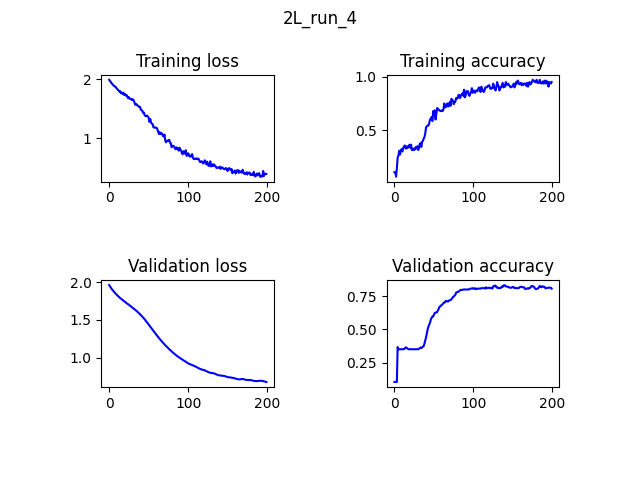 2L_run_4
Training loss
Training accuracy
2
1
0 100 200
1.0
0.5
0 100 200
Validation loss
Validation accuracy
2.0
1.5
1.0
0 100 200
0.75
0.50
0.25
0 100 200